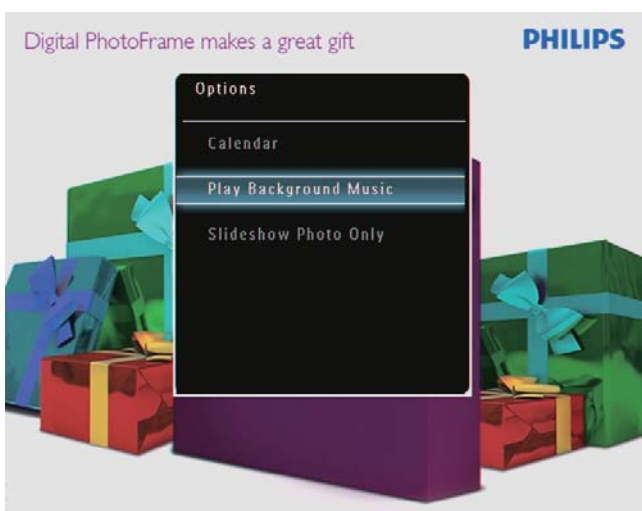 Digital PhotoFrame makes a great gift
PHILIPS
Options
Calendar
Play Background Music
Slideshow Photo Only